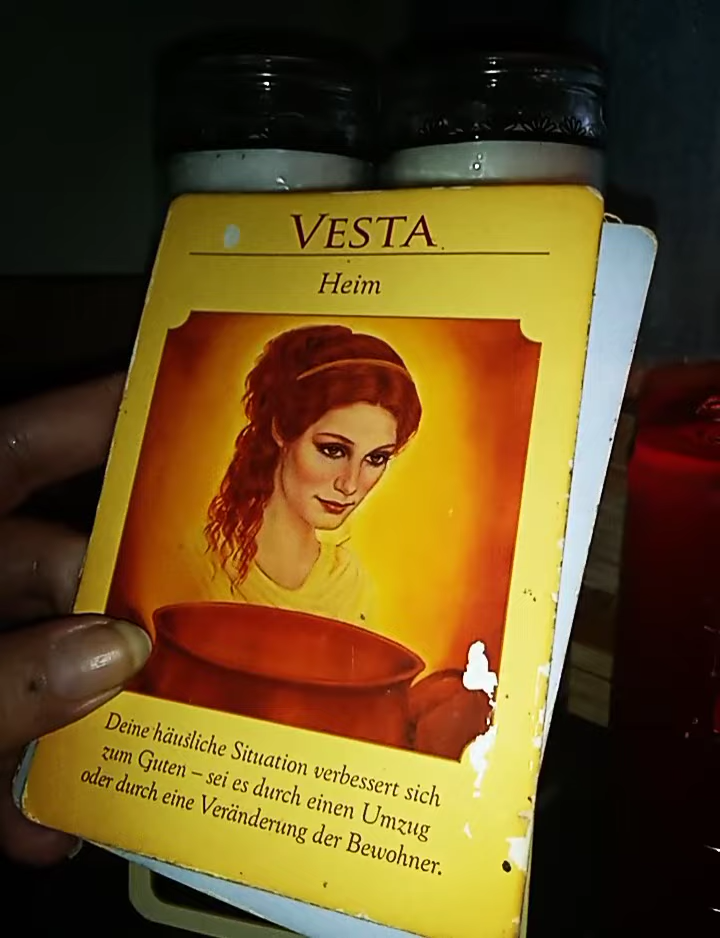 VESTA
Heim
Deine häusliche Situation verbessert sich
zum Guten – sei es durch einen Umzug
oder durch eine Veränderung der Bewohner.